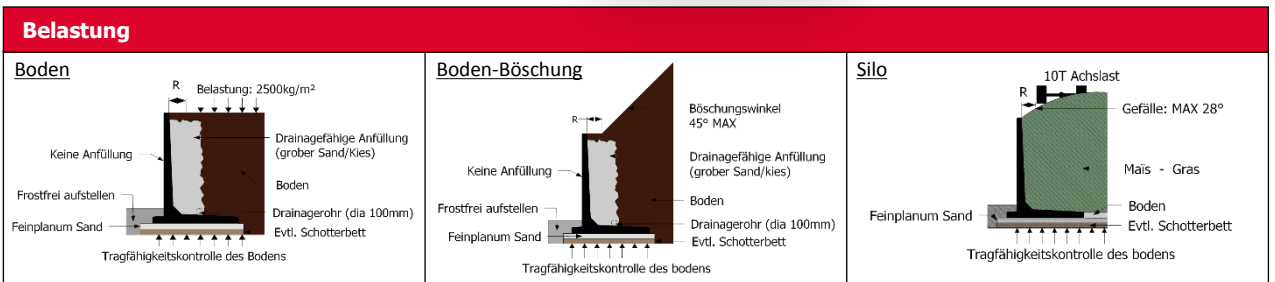 Belastung
Boden
R
Belastung: 2500kg/m²
Drainagefähige Anfüllung
(grober Sand/Kies)
Keine Anfüllung
Boden
Frostfrei aufstellen
Drainagerohr (dia 100mm)
Feinplanum Sand
Evtl. Schotterbett
Tragfähigkeitskontrolle des Bodens
Boden-Böschung
Böschungswinkel
45° MAX
R
Drainagefähige Anfüllung
(grober Sand/kies)
Keine Anfüllung
Boden
Frostfrei aufstellen
Drainagerohr (dia 100mm)
Feinplanum Sand
Evtl. Schotterbett
Tragfähigkeitskontrolle des bodens
Silo
10T Achslast
R
Gefälle: MAX 28°
Maïs - Gras
Boden
Feinplanum Sand
Evtl. Schotterbett
Tragfähigkeitskontrolle des bodens